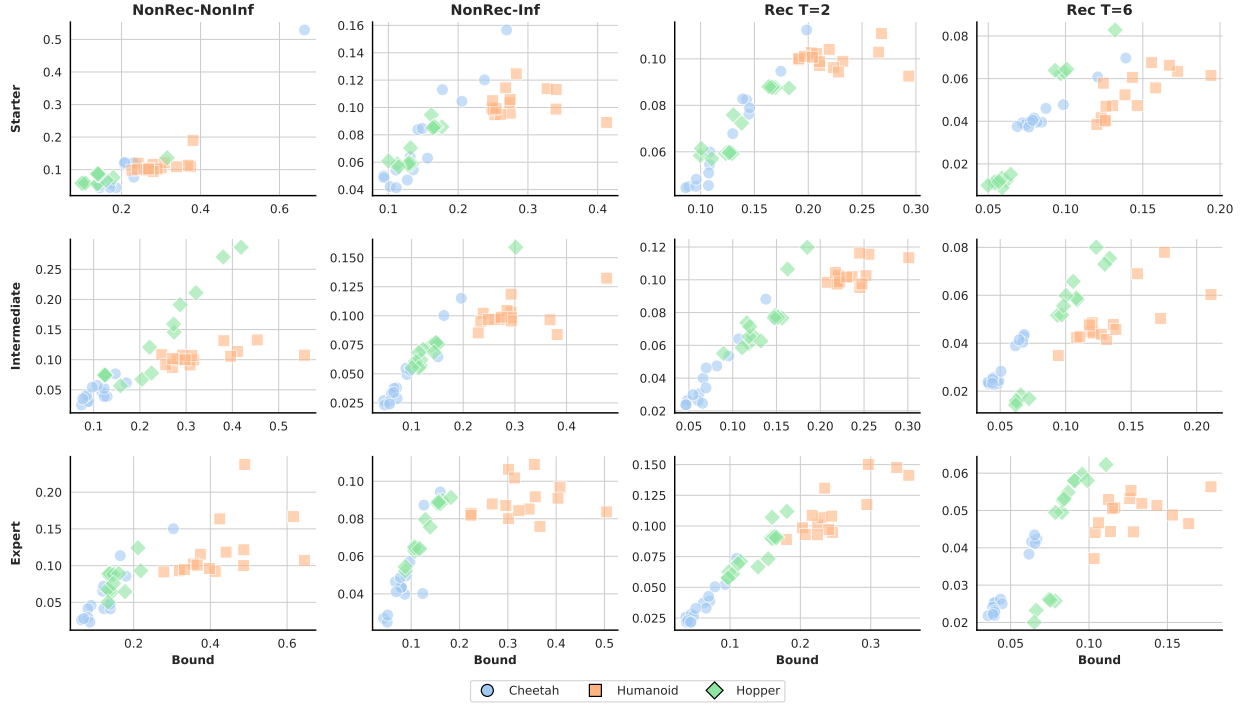 NonRec-NonInf NonRec-Inf Rec T=2 Rec T=6
Starter
0.5
0.4
0.3
0.2
0.1
0.2 0.4 0.6
0.16
0.14
0.12
0.10
0.08
0.06
0.04
0.1 0.2 0.3 0.4
0.10
0.08
0.06
0.10 0.15 0.20 0.25 0.30
0.08
0.06
0.04
0.02
0.05 0.10 0.15 0.20
Intermediate
0.25
0.20
0.15
0.10
0.05
0.1 0.2 0.3 0.4 0.5
0.150
0.125
0.100
0.075
0.050
0.025
0.1 0.2 0.3 0.4
0.12
0.10
0.08
0.06
0.04
0.02
0.05 0.10 0.15 0.20 0.25 0.30
0.08
0.06
0.04
0.02
0.05 0.10 0.15 0.20
Expert
0.20
0.15
0.10
0.05
0.2 0.4 0.6
Bound
0.10
0.08
0.06
0.04
0.1 0.2 0.3 0.4 0.5
Bound
0.150
0.125
0.100
0.075
0.050
0.025
0.1 0.2 0.3
Bound
0.06
0.05
0.04
0.03
0.02
0.05 0.10 0.15
Bound
Cheetah Humanoid Hopper